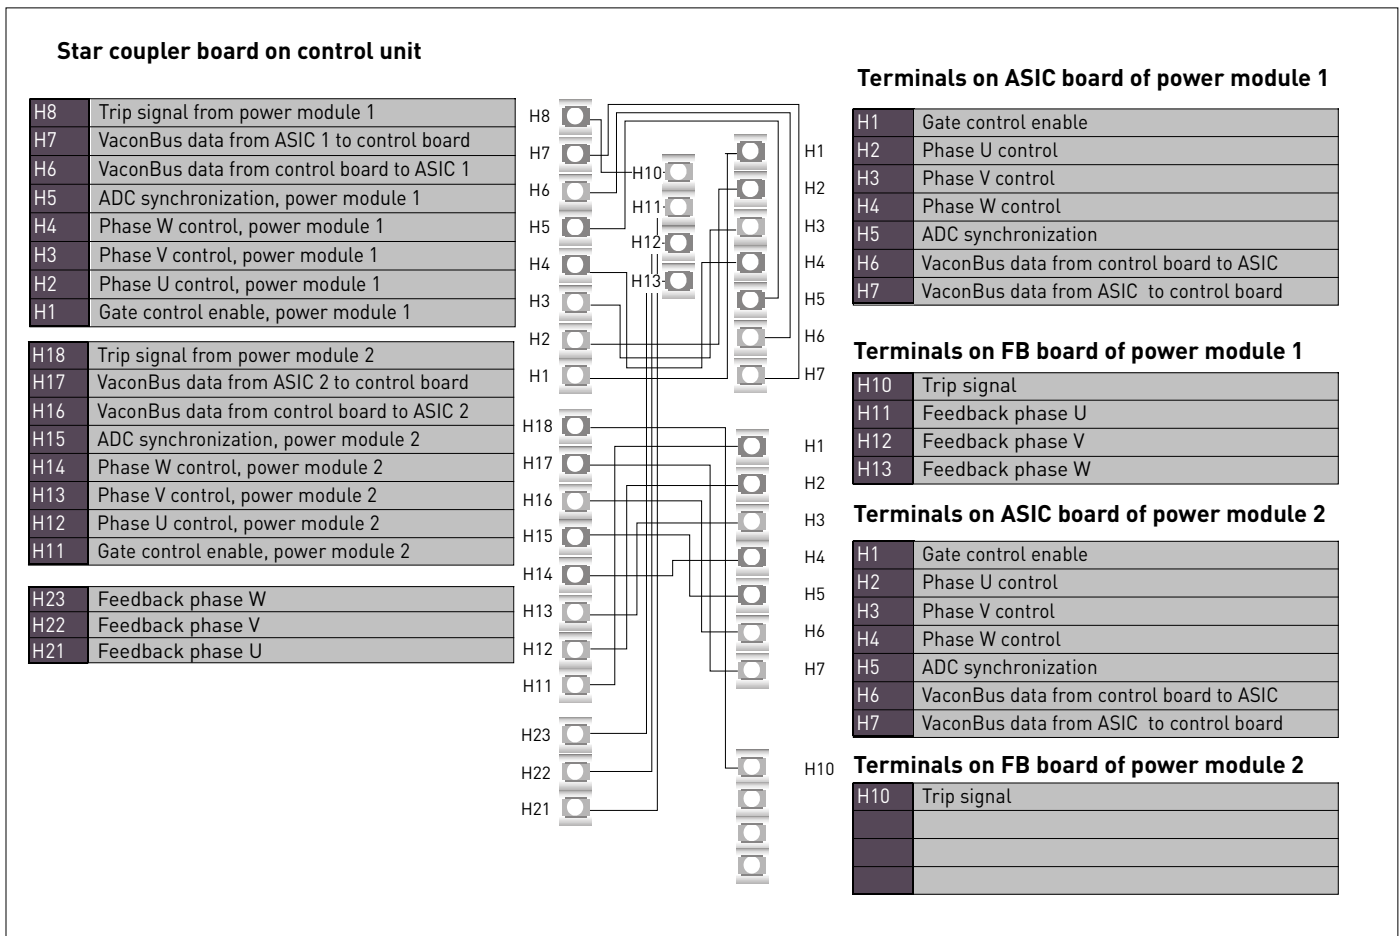 Star coupler board on control unit
H8 Trip signal from power module 1
H7 VaconBus data from ASIC 1 to control board
H6 VaconBus data from control board to ASIC 1
H5 ADC synchronization, power module 1
H4 Phase W control, power module 1
H3 Phase V control, power module 1
H2 Phase U control, power module 1
H1 Gate control enable, power module 1
H18 Trip signal from power module 2
H17 VaconBus data from ASIC 2 to control board
H16 VaconBus data from control board to ASIC 2
H15 ADC synchronization, power module 2
H14 Phase W control, power module 2
H13 Phase V control, power module 2
H12 Phase U control, power module 2
H11 Gate control enable, power module 2
H23 Feedback phase W
H22 Feedback phase V
H21 Feedback phase U
H8
H7
H6
H5
H4
H3
H2
H1
H18
H17
H16
H15
H14
H13
H12
H11
H23
H22
H21
H10
H11
H12
H13
H1
H2
H3
H4
H5
H6
H7
H1
H2
H3
H4
H5
H6
H7
H10
Terminals on ASIC board of power module 1
H1 Gate control enable
H2 Phase U control
H3 Phase V control
H4 Phase W control
H5 ADC synchronization
H6 VaconBus data from control board to ASIC
H7 VaconBus data from ASIC to control board
Terminals on FB board of power module 1
H10 Trip signal
H11 Feedback phase U
H12 Feedback phase V
H13 Feedback phase W
Terminals on ASIC board of power module 2
H1 Gate control enable
H2 Phase U control
H3 Phase V control
H4 Phase W control
H5 ADC synchronization
H6 VaconBus data from control board to ASIC
H7 VaconBus data from ASIC to control board
Terminals on FB board of power module 2
H10 Trip signal